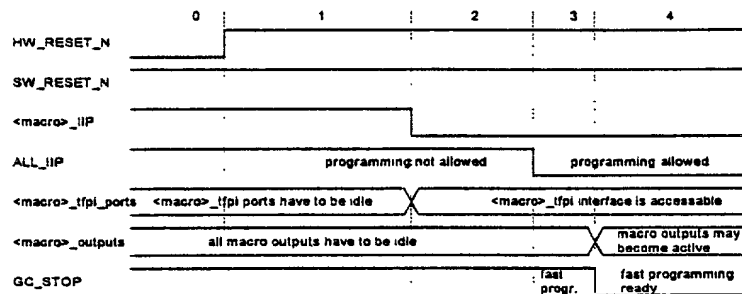 0 1 2 3 4
HW_RESET_N
SW_RESET_N
<macro>_IIP
ALL_IIP programming not allowed programming allowed
<macro>_tfpi_ports <macro>_tfpi ports have to be idle <macro>_tfpi interface is accessable
<macro>_outputs all macro outputs have to be idle macro outputs may
become active
GC_STOP fast fast programming
progr. ready